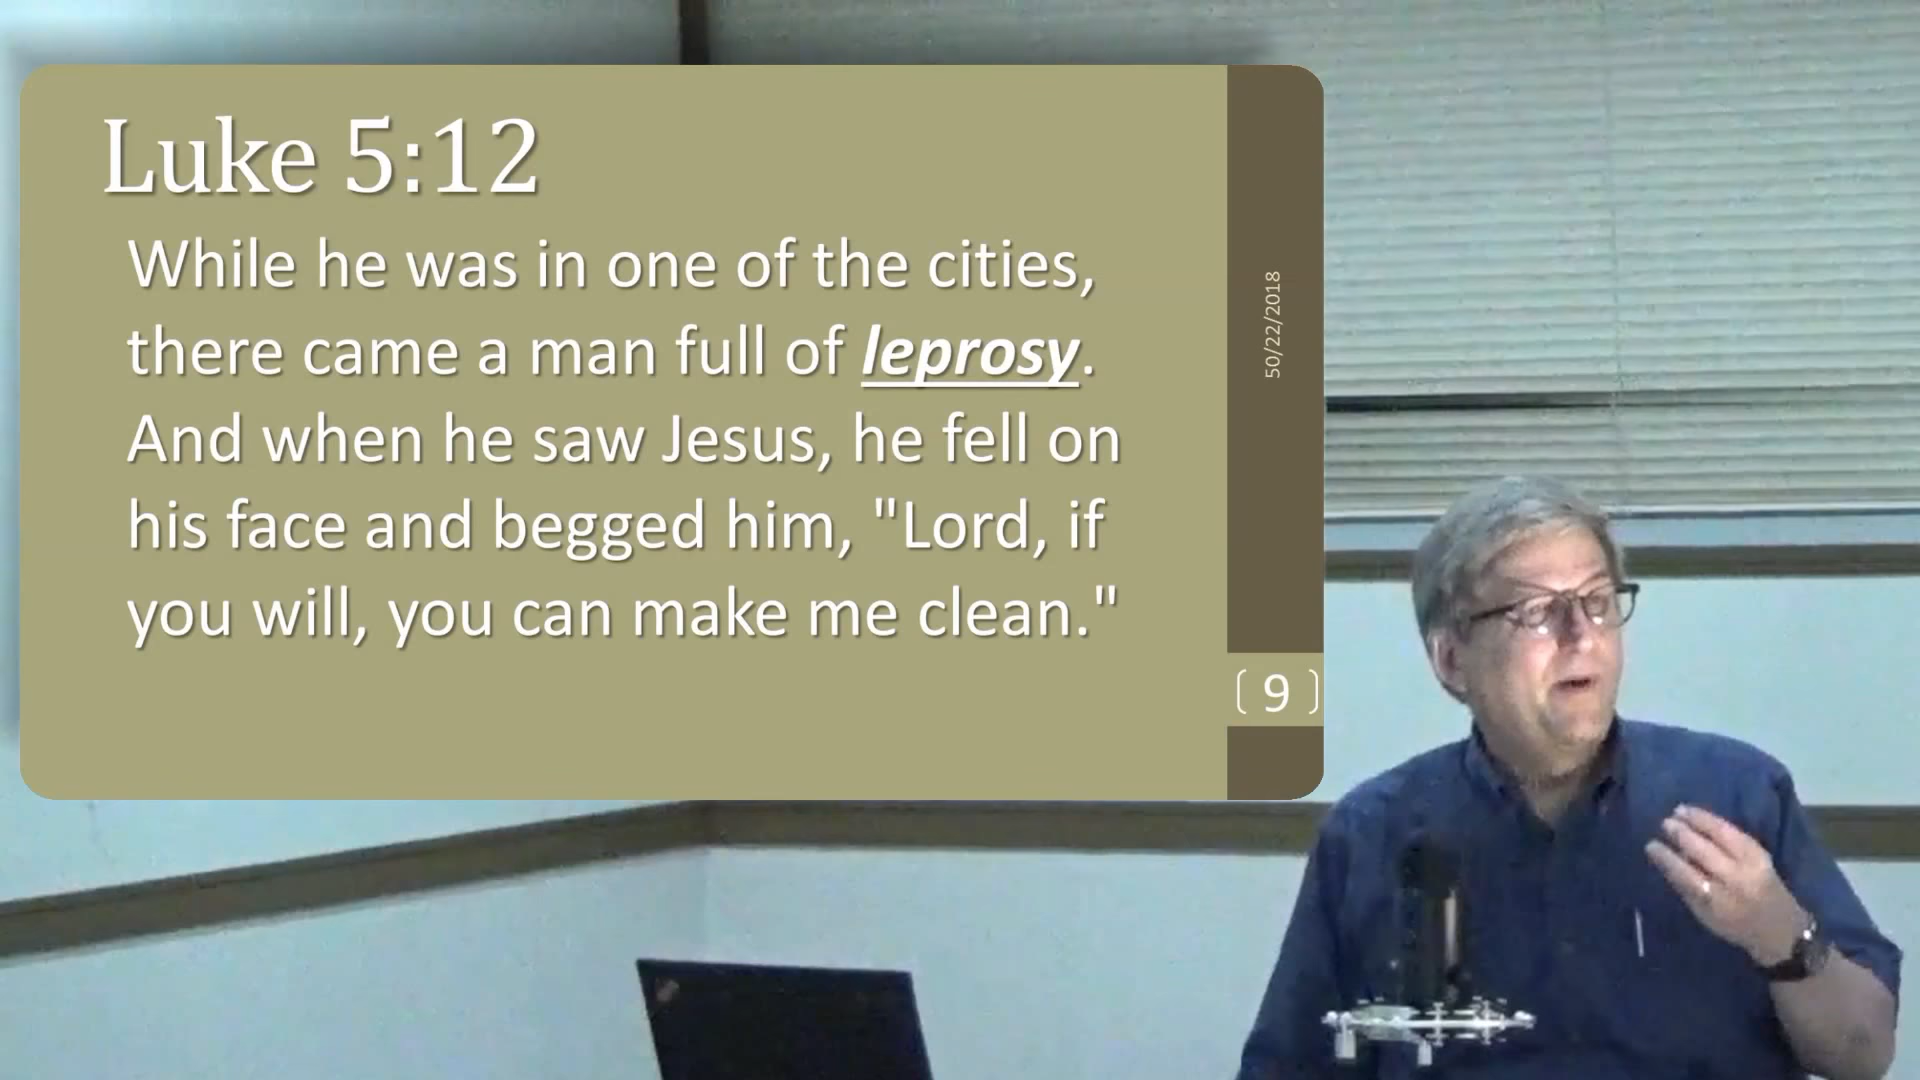 Luke 5:12
While he was in one of the cities,
there came a man full of leprosy.
And when he saw Jesus, he fell on
his face and begged him, "Lord, if
you will, you can make me clean."
50/22/2018
[ 9 ]